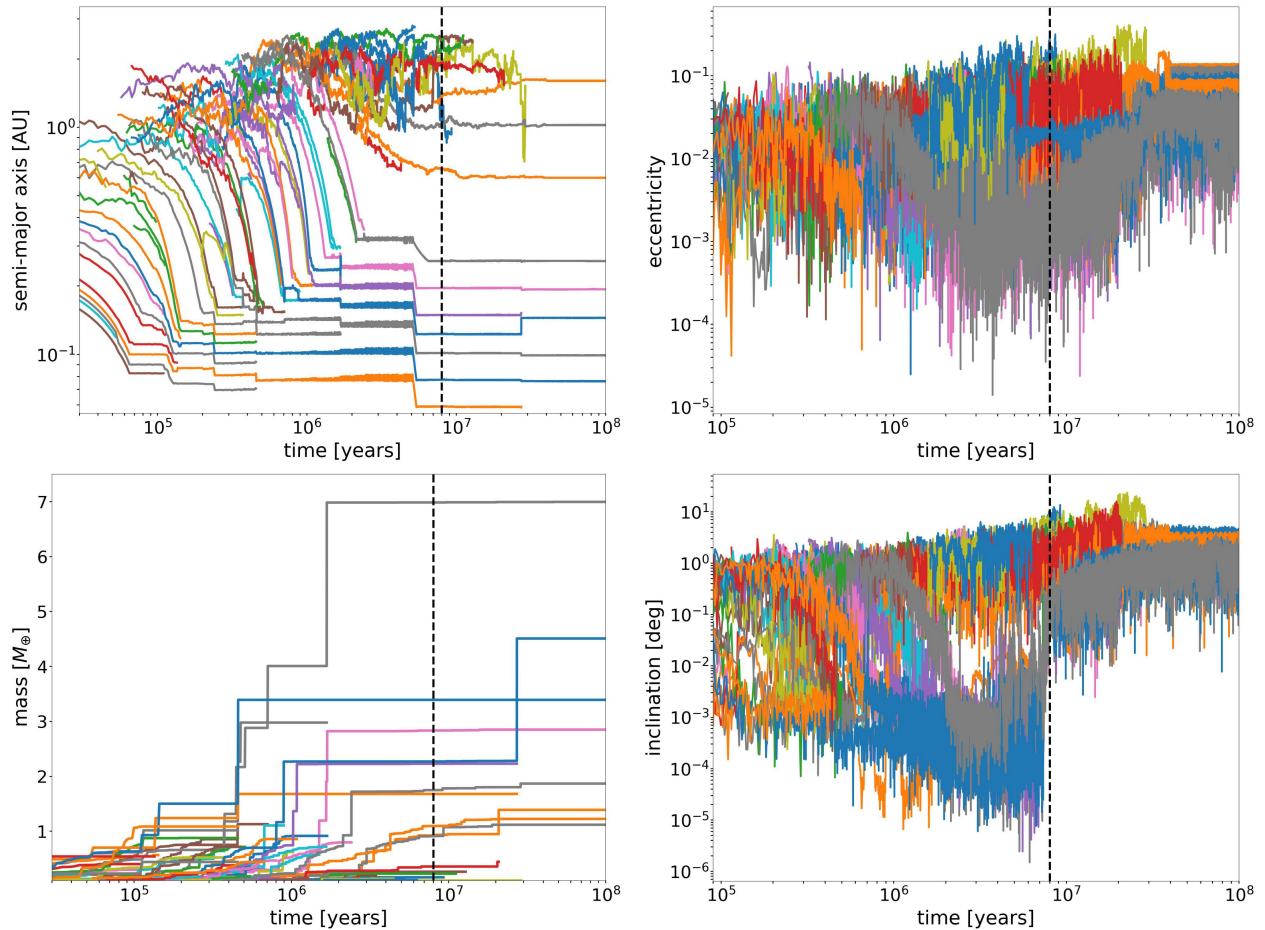 semi-major axis [AU]
10⁰
10⁻¹
10⁵ 10⁶ 10⁷ 10⁸
time [years]
eccentricity
10⁻¹
10⁻²
10⁻³
10⁻⁴
10⁻⁵
10⁵ 10⁶ 10⁷ 10⁸
time [years]
mass [M⊕]
7
6
5
4
3
2
1
10⁵ 10⁶ 10⁷ 10⁸
time [years]
inclination [deg]
10¹
10⁰
10⁻¹
10⁻²
10⁻³
10⁻⁴
10⁻⁵
10⁻⁶
10⁵ 10⁶ 10⁷ 10⁸
time [years]